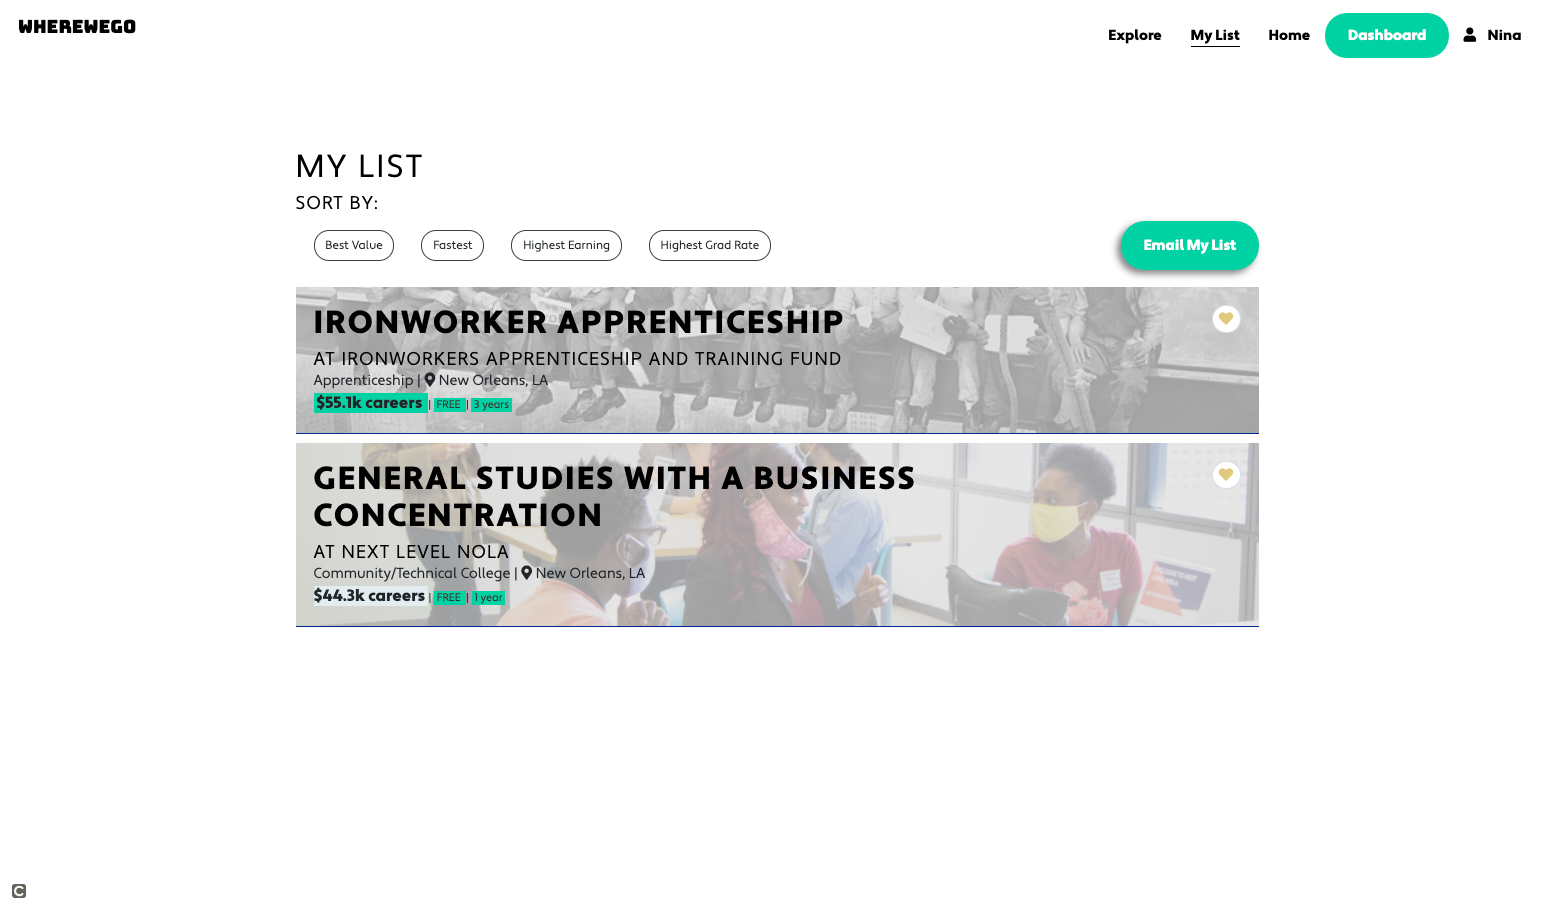 WHEREWEGO
Explore My List Home Dashboard Nina
MY LIST
SORT BY:
Best Value Fastest Highest Earning Highest Grad Rate Email My List
IRONWORKER APPRENTICESHIP
AT IRONWORKERS APPRENTICESHIP AND TRAINING FUND
Apprenticeship | New Orleans, LA
$55.1k careers | FREE | 3 years
GENERAL STUDIES WITH A BUSINESS
CONCENTRATION
AT NEXT LEVEL NOLA
Community/Technical College | New Orleans, LA
$44.3k careers | FREE | 1 year
C